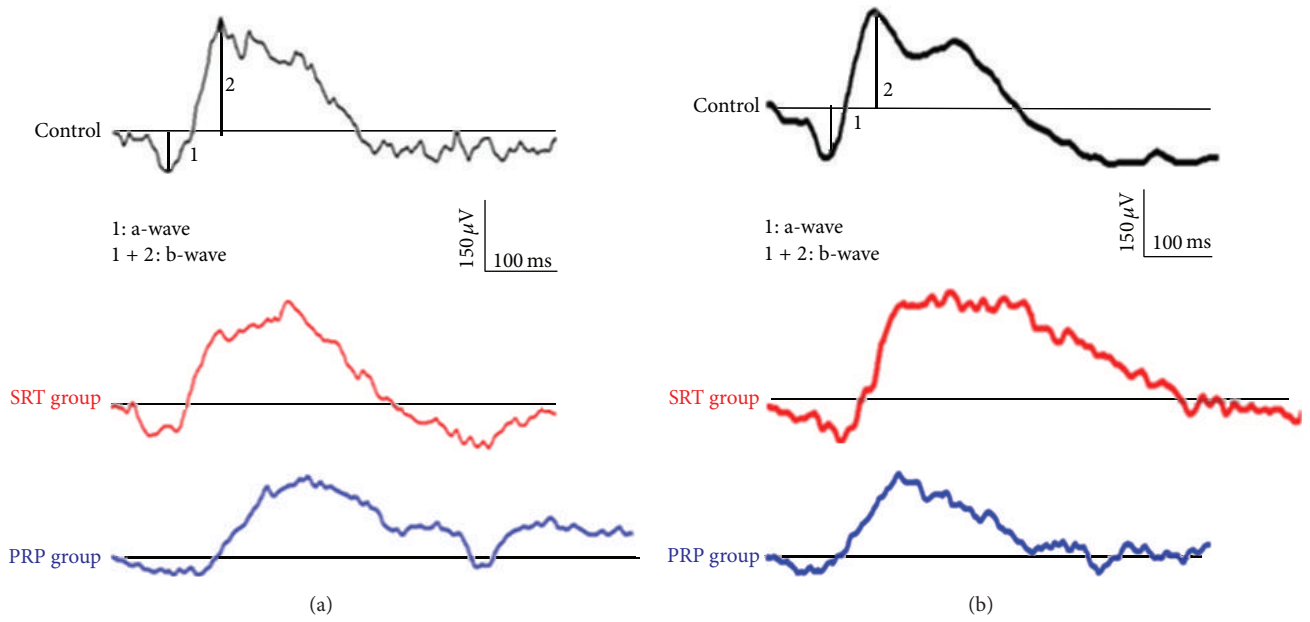 Control
2
1
1: a-wave
1 + 2: b-wave
150 μV
100 ms
SRT group
PRP group
(a)
Control
2
1
1: a-wave
1 + 2: b-wave
150 μV
100 ms
SRT group
PRP group
(b)